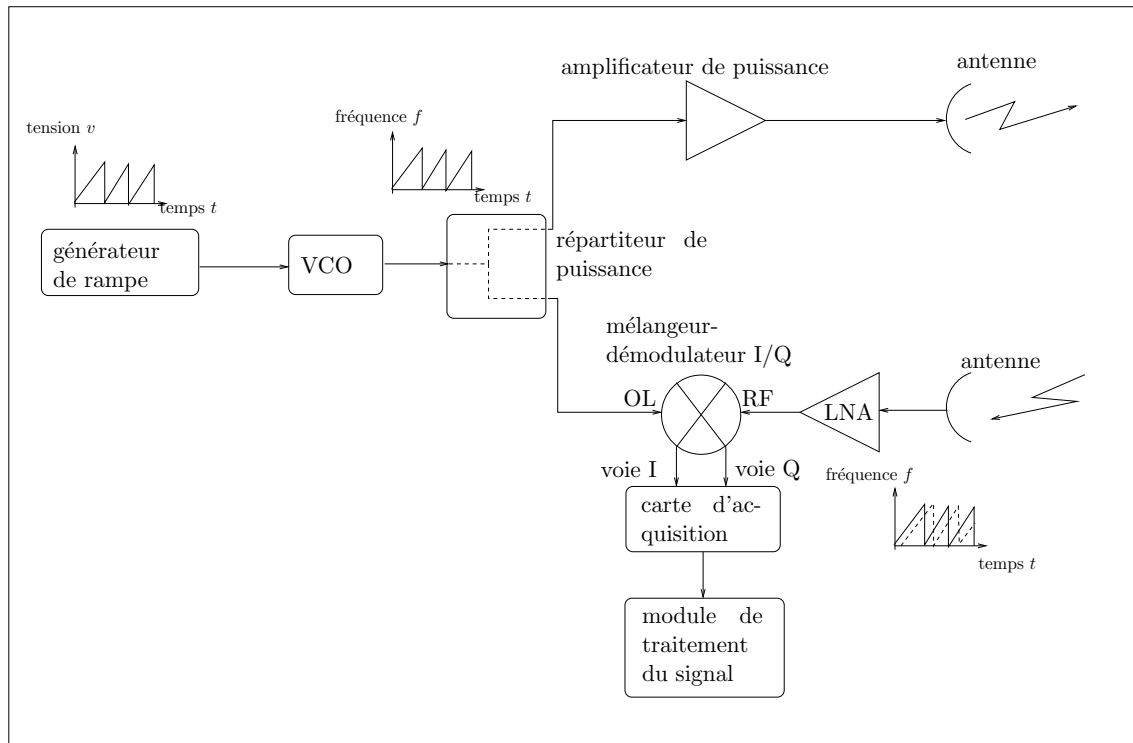 amplificateur de puissance
antenne
tension v
fréquence f
temps t
temps t
générateur
de rampe
VCO
répartiteur de
puissance
mélangeur-
démodulateur I/Q
antenne
OL
RF
LNA
voie I
voie Q
fréquence f
carte d'ac-
quisition
temps t
module de
traitement
du signal